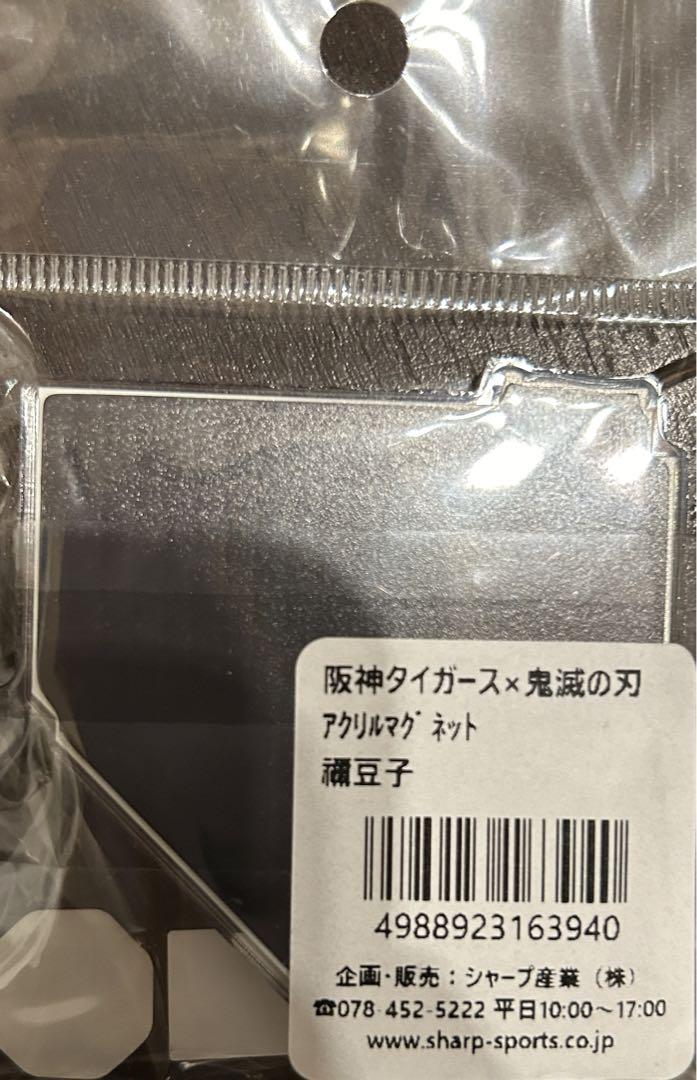 阪神タイガース×鬼滅の刃
ｱｸﾘﾙﾏｸﾞﾈｯﾄ
禰豆子
4988923163940
企画・販売：シャープ産業（株）
☎078-452-5222 平日10:00〜17:00
www.sharp-sports.co.jp